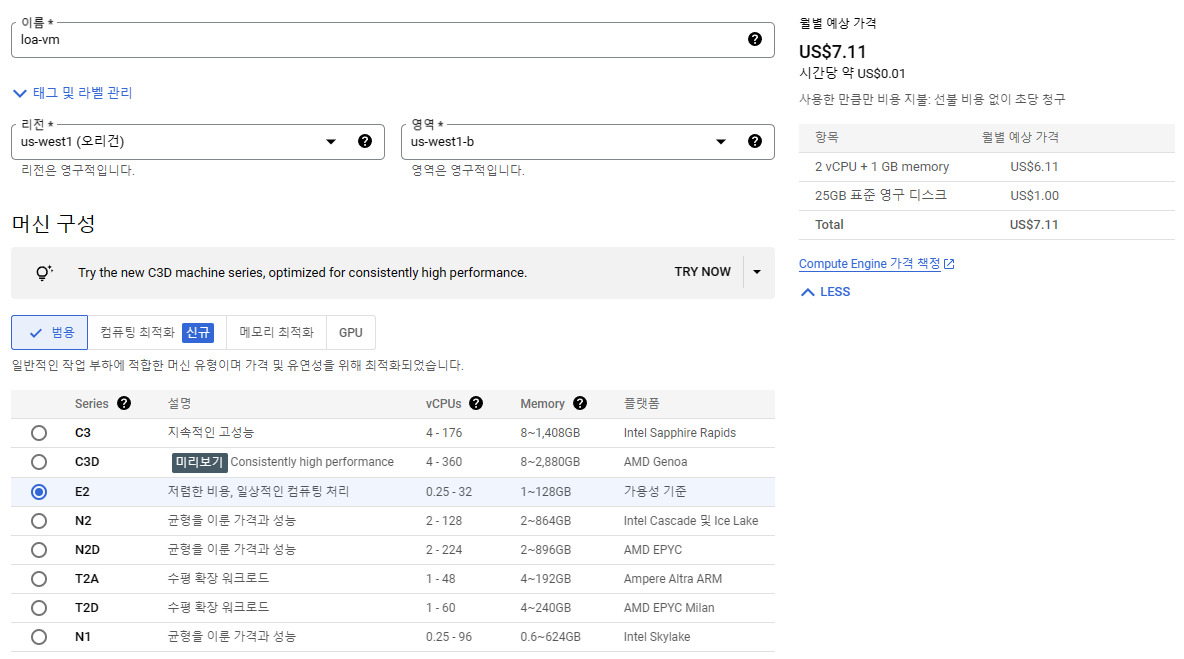 이름 *
loa-vm
태그 및 라벨 관리
리전 *
us-west1 (오리건)
리전은 영구적입니다.
영역 *
us-west1-b
영역은 영구적입니다.
머신 구성
Try the new C3D machine series, optimized for consistently high performance.
TRY NOW
범용
컴퓨팅 최적화 신규
메모리 최적화
GPU
일반적인 작업 부하에 적합한 머신 유형이며 가격 및 유연성을 위해 최적화되었습니다.
Series 설명 vCPUs Memory 플랫폼
C3 지속적인 고성능 4 - 176 8~1,408GB Intel Sapphire Rapids
C3D 미리보기 Consistently high performance 4 - 360 8~2,880GB AMD Genoa
E2 저렴한 비용, 일상적인 컴퓨팅 처리 0.25 - 32 1~128GB 가용성 기준
N2 균형을 이룬 가격과 성능 2 - 128 2~864GB Intel Cascade 및 Ice Lake
N2D 균형을 이룬 가격과 성능 2 - 224 2~896GB AMD EPYC
T2A 수평 확장 워크로드 1 - 48 4~192GB Ampere Altra ARM
T2D 수평 확장 워크로드 1 - 60 4~240GB AMD EPYC Milan
N1 균형을 이룬 가격과 성능 0.25 - 96 0.6~624GB Intel Skylake
월별 예상 가격
US$7.11
시간당 약 US$0.01
사용한 만큼만 비용 지불: 선불 비용 없이 초당 청구
항목 월별 예상 가격
2 vCPU + 1 GB memory US$6.11
25GB 표준 영구 디스크 US$1.00
Total US$7.11
Compute Engine 가격 책정
LESS